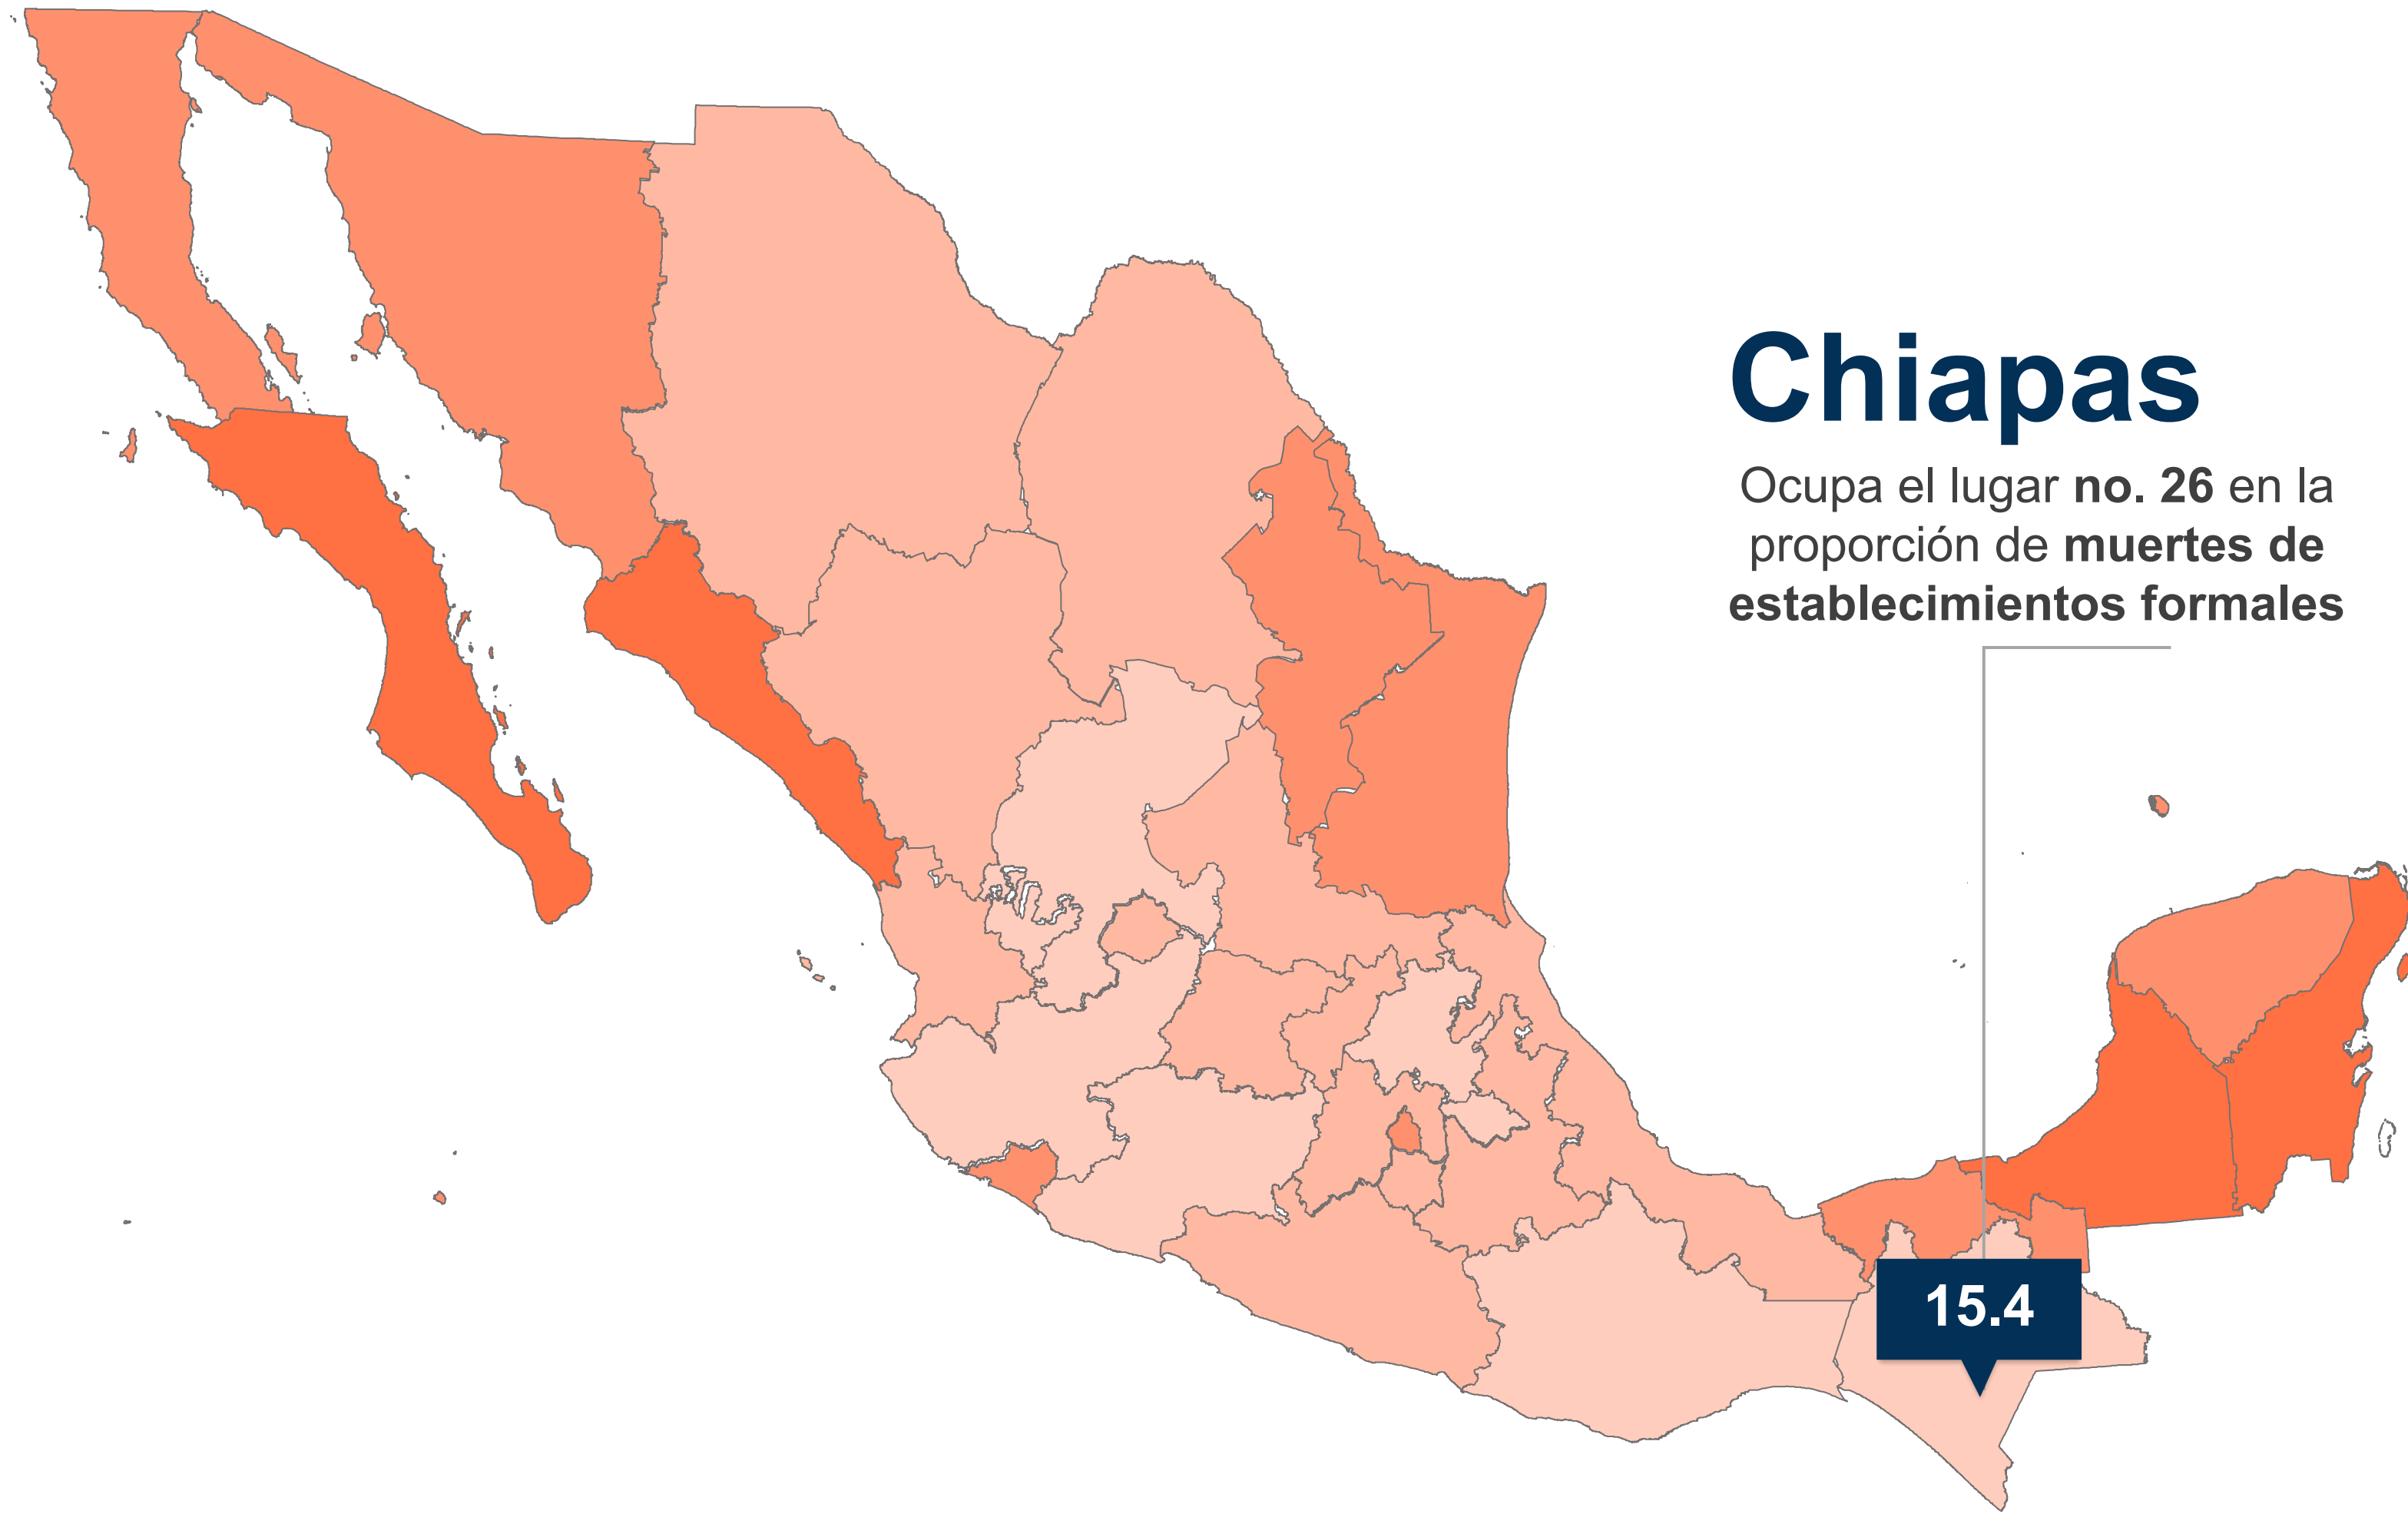 Chiapas
Ocupa el lugar no. 26 en la
proporción de muertes de
establecimientos formales
15.4